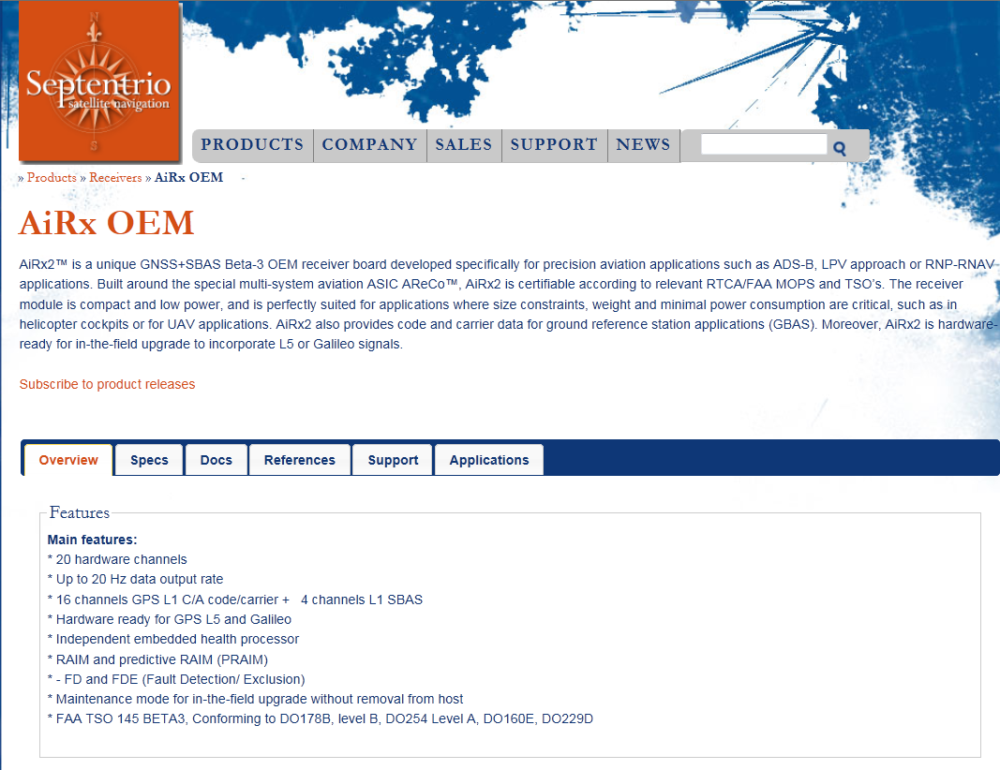 N
Septentrio
satellite navigation
S
PRODUCTS COMPANY SALES SUPPORT NEWS
» Products » Receivers » AiRx OEM
AiRx OEM
AiRx2™ is a unique GNSS+SBAS Beta-3 OEM receiver board developed specifically for precision aviation applications such as ADS-B, LPV approach or RNP-RNAV
applications. Built around the special multi-system aviation ASIC AReCo™, AiRx2 is certifiable according to relevant RTCA/FAA MOPS and TSO's. The receiver
module is compact and low power, and is perfectly suited for applications where size constraints, weight and minimal power consumption are critical, such as in
helicopter cockpits or for UAV applications. AiRx2 also provides code and carrier data for ground reference station applications (GBAS). Moreover, AiRx2 is hardware-
ready for in-the-field upgrade to incorporate L5 or Galileo signals.
Subscribe to product releases
Overview Specs Docs References Support Applications
Features
Main features:
* 20 hardware channels
* Up to 20 Hz data output rate
* 16 channels GPS L1 C/A code/carrier +   4 channels L1 SBAS
* Hardware ready for GPS L5 and Galileo
* Independent embedded health processor
* RAIM and predictive RAIM (PRAIM)
* - FD and FDE (Fault Detection/ Exclusion)
* Maintenance mode for in-the-field upgrade without removal from host
* FAA TSO 145 BETA3, Conforming to DO178B, level B, DO254 Level A, DO160E, DO229D